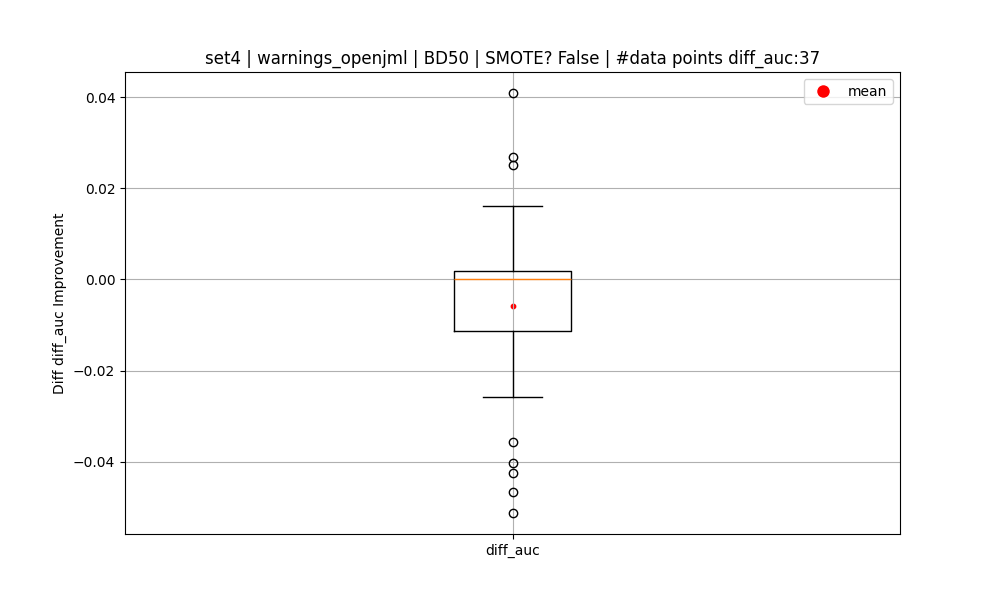 set4 | warnings_openjml | BD50 | SMOTE? False | #data points diff_auc:37
mean
Diff diff_auc Improvement
0.04
0.02
0.00
−0.02
−0.04
diff_auc